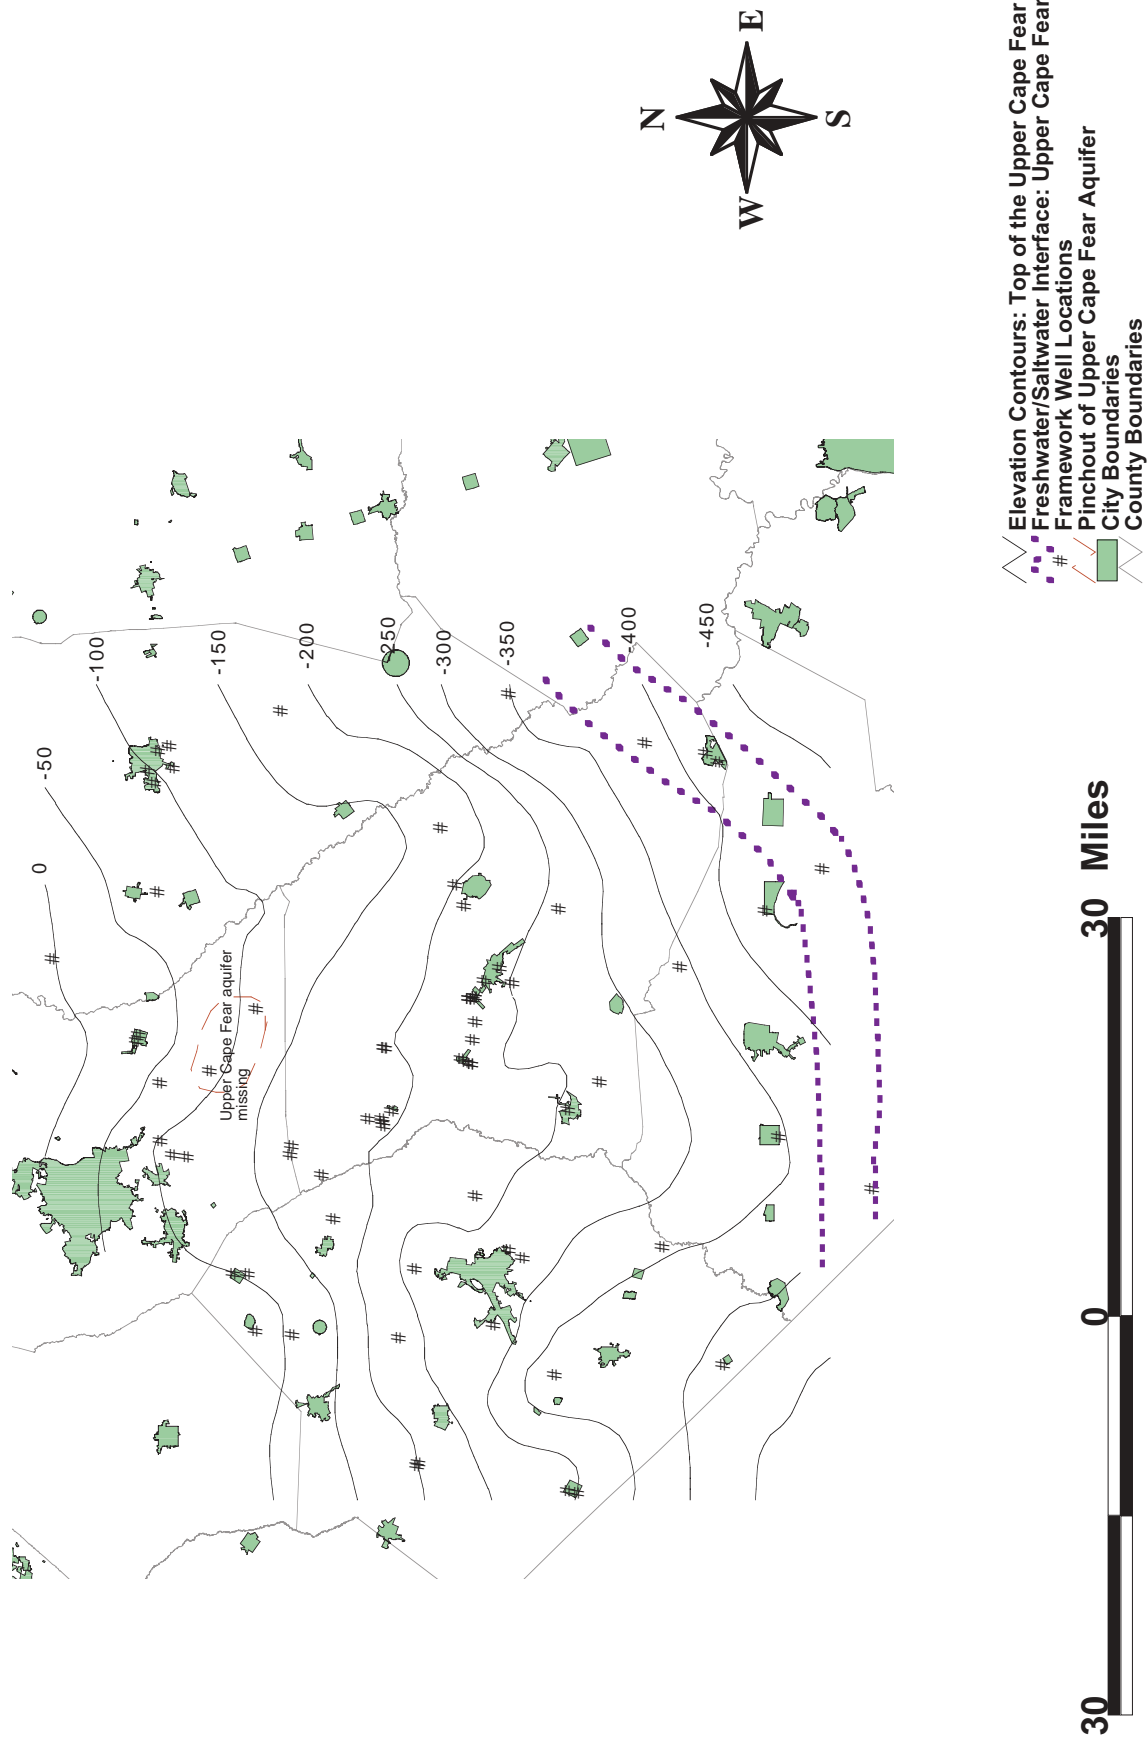 N
W
E
S
0
-50
-100
-150
-200
-250
-300
-350
-400
-450
Upper Cape Fear aquifer
missing
Elevation Contours: Top of the Upper Cape Fear
Freshwater/Saltwater Interface: Upper Cape Fear
Framework Well Locations
Pinchout of Upper Cape Fear Aquifer
City Boundaries
County Boundaries
30 0 30 Miles